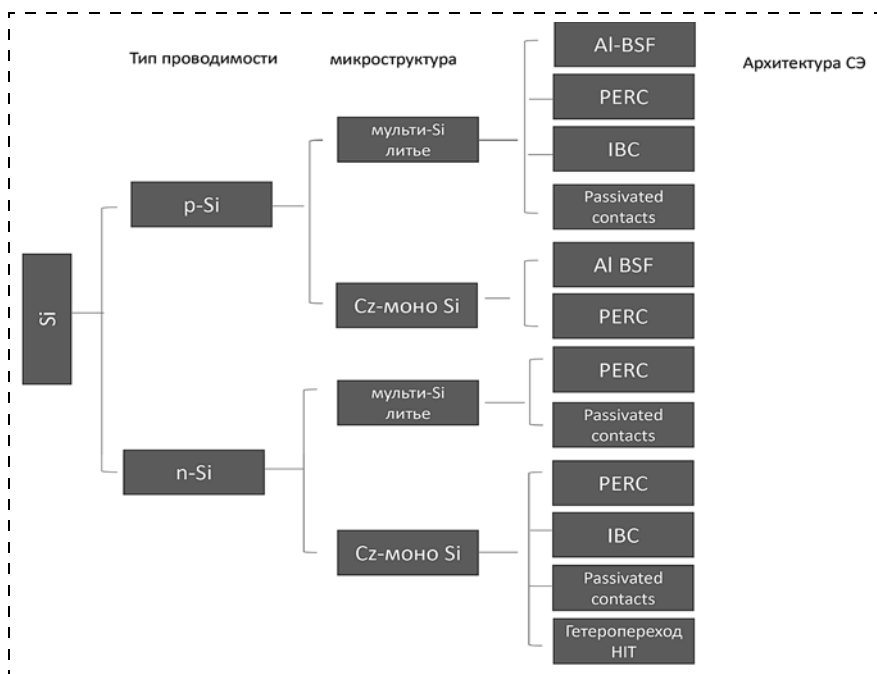 Тип проводимости
микроструктура
Архитектура СЭ
Si
p-Si
мульти-Si
литье
Al-BSF
PERC
IBC
Passivated
contacts
Cz-моно Si
Al BSF
PERC
n-Si
мульти-Si
литье
PERC
Passivated
contacts
Cz-моно Si
PERC
IBC
Passivated
contacts
Гетеропереход
HIT